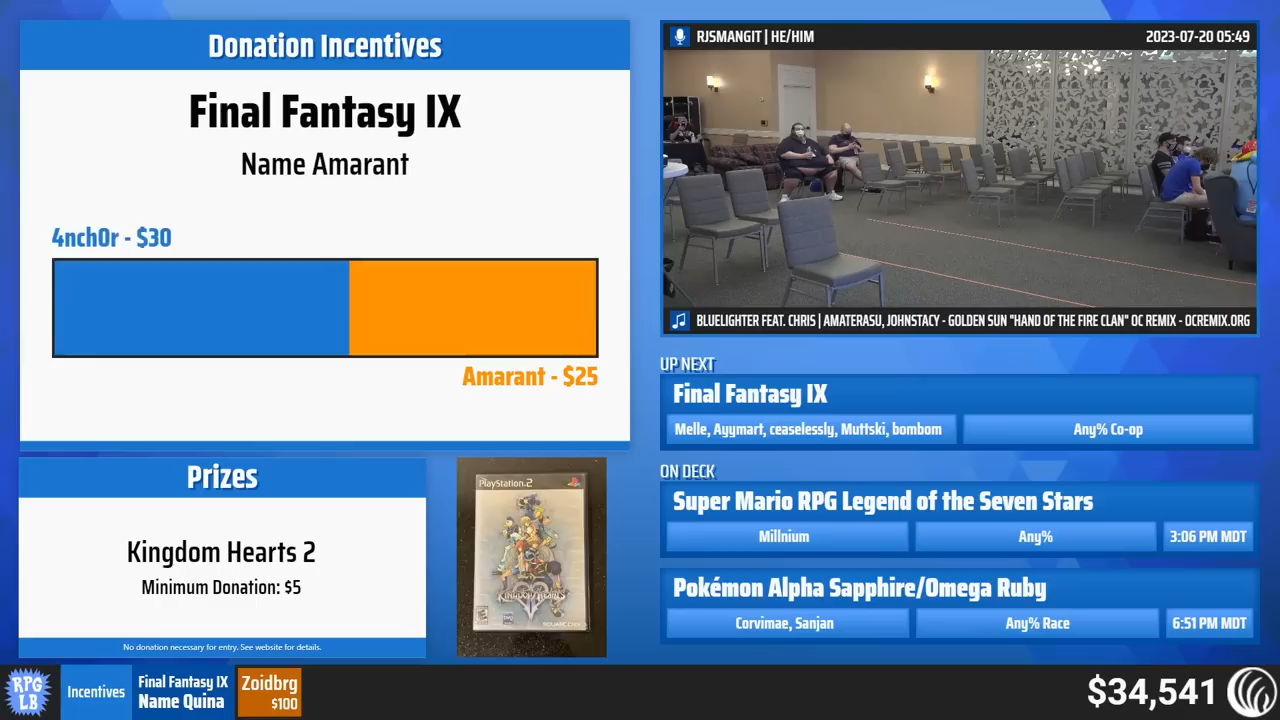 Donation Incentives
Final Fantasy IX
Name Amarant
4nch0r - $30
Amarant - $25
Prizes
Kingdom Hearts 2
Minimum Donation: $5
No donation necessary for entry. See website for details.
PlayStation.2
KINGDOM HEARTS
SQUARE ENIX
RJSMANGIT | HE/HIM
2023-07-20 05:49
BLUELIGHTER FEAT. CHRIS | AMATERASU, JOHNSTACY - GOLDEN SUN "HAND OF THE FIRE CLAN" OC REMIX - OCREMIX.ORG
UP NEXT
Final Fantasy IX
Melle, Ayymart, ceaselessly, Muttski, bombom
Any% Co-op
ON DECK
Super Mario RPG Legend of the Seven Stars
Millnium
Any%
3:06 PM MDT
Pokémon Alpha Sapphire/Omega Ruby
Corvimae, Sanjan
Any% Race
6:51 PM MDT
RPG
LB
Incentives
Final Fantasy IX
Name Quina
Zoidbrg
$100
$34,541